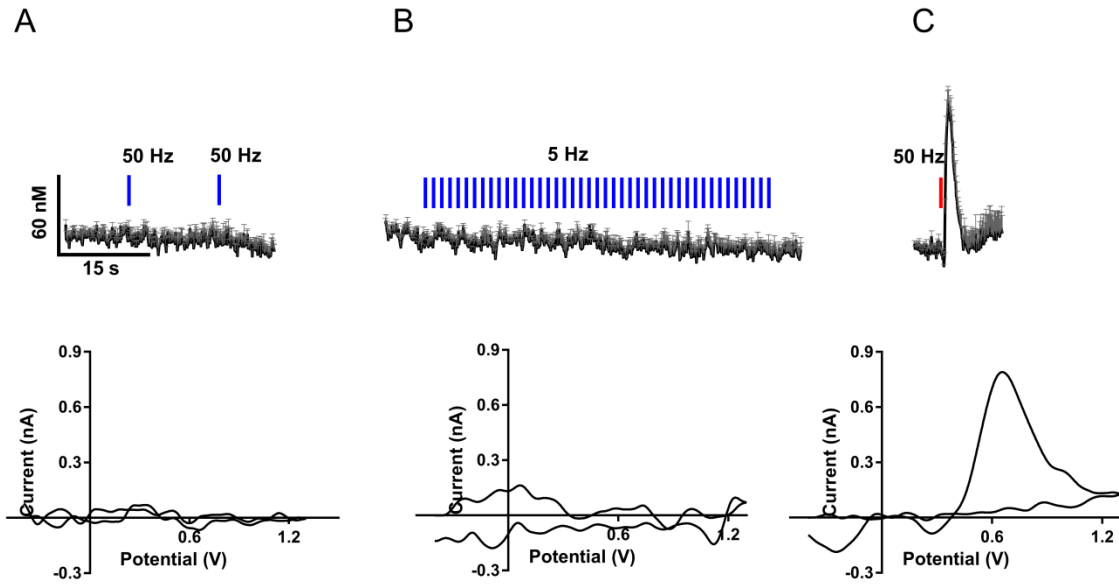 A
B
C
50 Hz
50 Hz
60 nM
15 s
5 Hz
50 Hz
0.9
0.6
0.3
-0.3
Current (nA)
0.6
1.2
Potential (V)
0.9
0.6
0.3
-0.3
Current (nA)
0.6
1.2
Potential (V)
0.9
0.6
0.3
-0.3
Current (nA)
0.6
1.2
Potential (V)